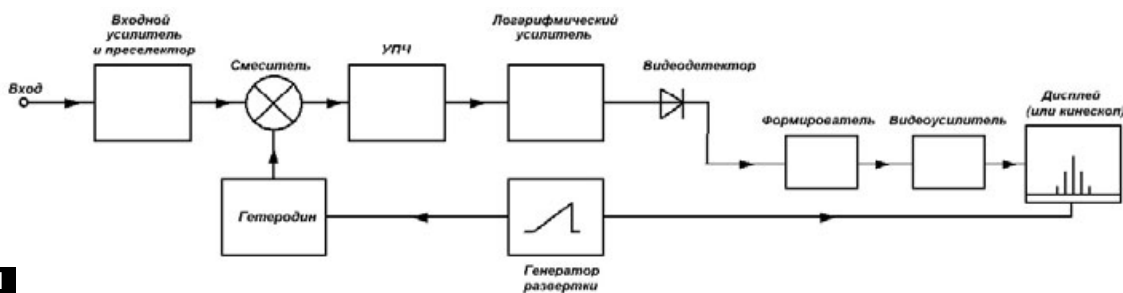 Входной
усилитель
и преселектор
Смеситель
УПЧ
Логарифмический
усилитель
Видеодетектор
Вход
Формирователь
Видеоусилитель
Дисплей
(или кинескоп)
Гетеродин
Генератор
развертки